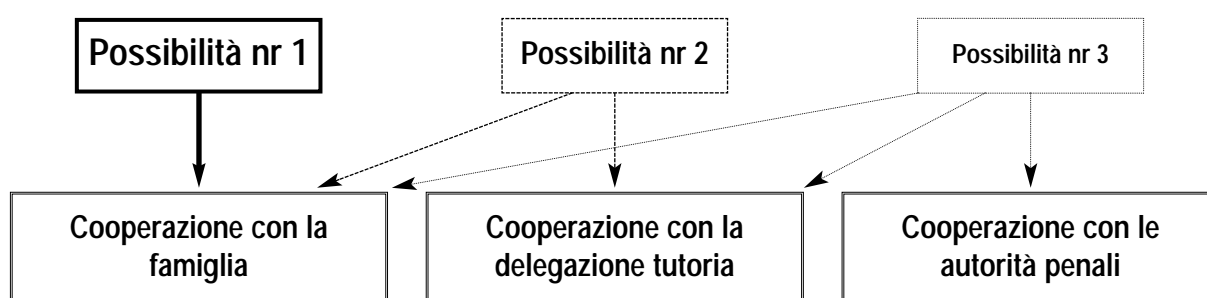 Possibilità nr 1
Possibilità nr 2
Possibilità nr 3
Cooperazione con la
famiglia
Cooperazione con la
delegazione tutoria
Cooperazione con le
autorità penali